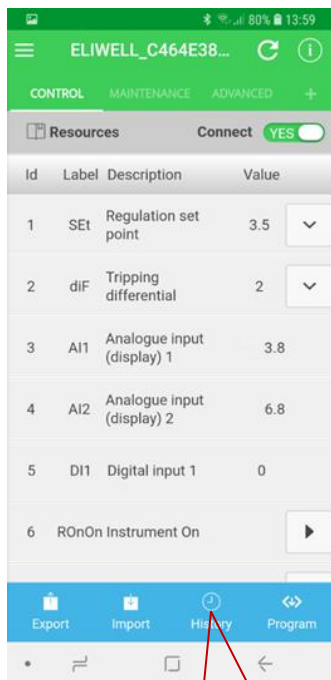 80% 13:59
ELIWELL_C464E38...
CONTROL MAINTENANCE ADVANCED +
Resources Connect YES
Id Label Description Value
1 SEt Regulation set point 3.5
2 diF Tripping differential 2
3 AI1 Analogue input (display) 1 3.8
4 AI2 Analogue input (display) 2 6.8
5 DI1 Digital input 1 0
6 ROnOn Instrument On
Export Import History Program